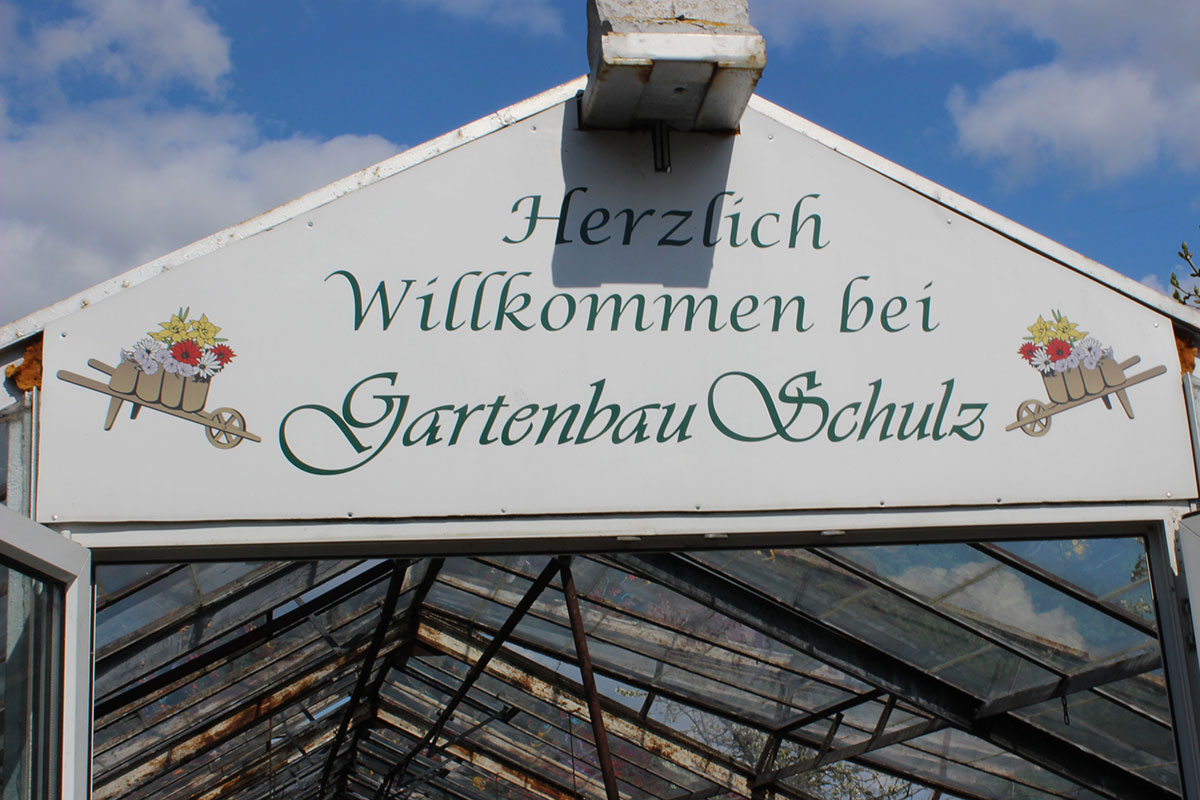 Herzlich
Willkommen bei
Gartenbau Schulz